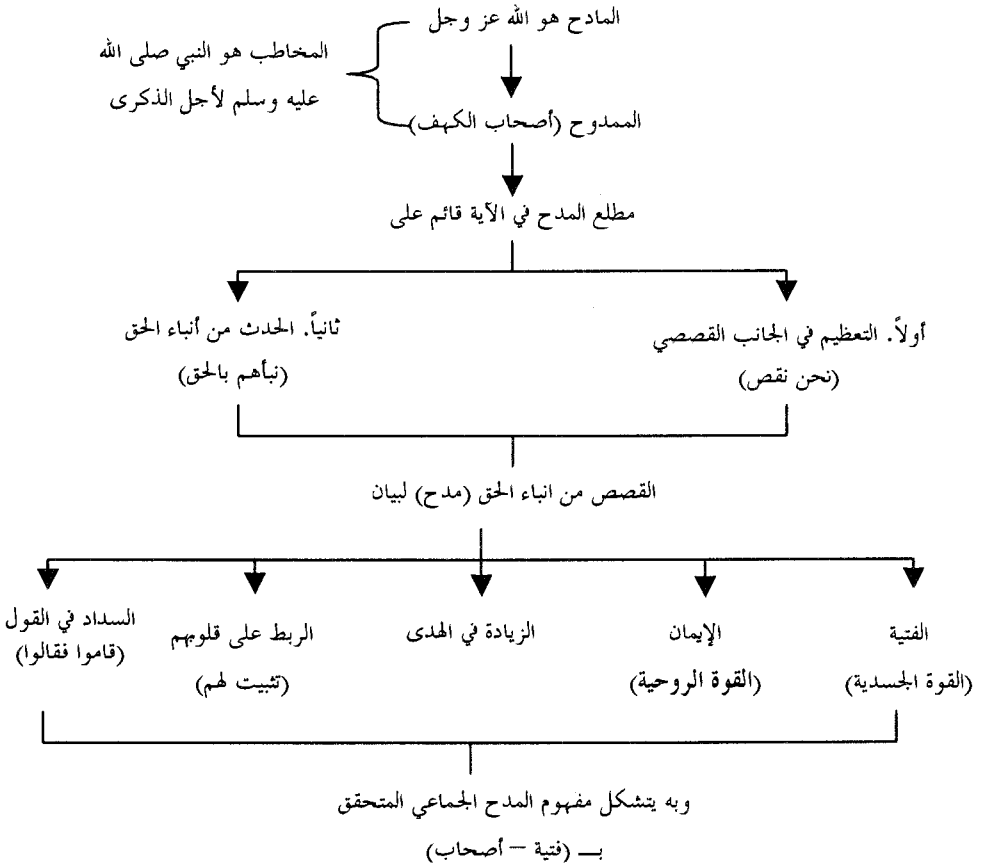 المادح هو الله عز وجل
المخاطب هو النبي صلى الله
عليه وسلم لأجل الذكرى
الممدوح (أصحاب الكهف)
مطلع المدح في الآية قائم على
أولاً. التعظيم في الجانب القصصي
(نحن نقص)
ثانياً. الحدث من أنباء الحق
(نبأهم بالحق)
القصص من انباء الحق (مدح) لبيان
الفتية
(القوة الجسدية)
الإيمان
(القوة الروحية)
الزيادة في الهدى
الربط على قلوبهم
(تثبيت لهم)
السداد في القول
(قاموا فقالوا)
وبه يتشكل مفهوم المدح الجماعي المتحقق
بـــ (فتية – أصحاب)